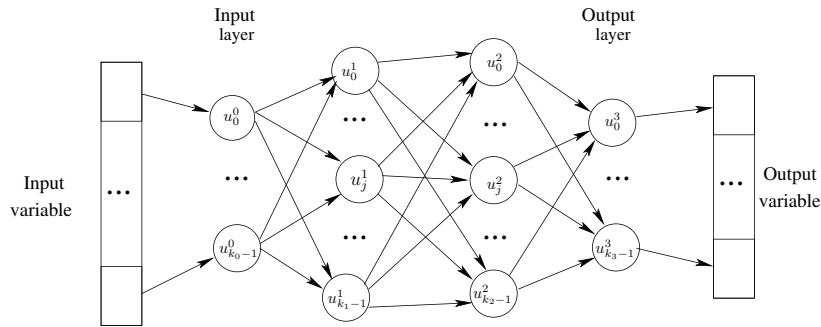 Input
layer
Output
layer
Input
variable
...
u_0^0
...
u_{k_0-1}^0
u_0^1
...
u_j^1
...
u_{k_1-1}^1
u_0^2
...
u_j^2
...
u_{k_2-1}^2
u_0^3
...
u_{k_3-1}^3
...
Output
variable